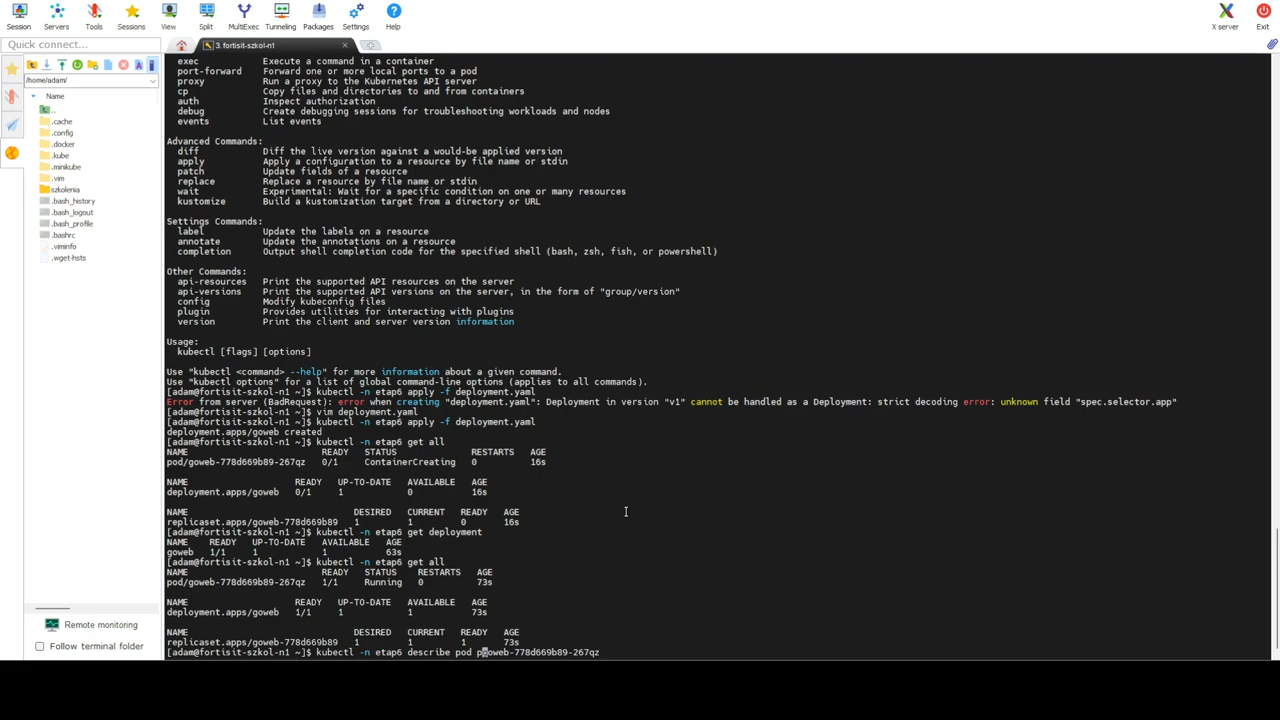 Session Servers Tools Sessions View Split MultiExec Tunneling Packages Settings Help X server Exit
Quick connect... 3. fortisit-szkol-n1
/home/adam/
Name
..
.cache
.config
.docker
.kube
.minikube
.vim
szkolenia
.bash_history
.bash_logout
.bash_profile
.bashrc
.viminfo
.wget-hsts
Remote monitoring
Follow terminal folder
exec Execute a command in a container
port-forward Forward one or more local ports to a pod
proxy Run a proxy to the Kubernetes API server
cp Copy files and directories to and from containers
auth Inspect authorization
debug Create debugging sessions for troubleshooting workloads and nodes
events List events
Advanced Commands:
diff Diff the live version against a would-be applied version
apply Apply a configuration to a resource by file name or stdin
patch Update fields of a resource
replace Replace a resource by file name or stdin
wait Experimental: Wait for a specific condition on one or many resources
kustomize Build a kustomization target from a directory or URL
Settings Commands:
label Update the labels on a resource
annotate Update the annotations on a resource
completion Output shell completion code for the specified shell (bash, zsh, fish, or powershell)
Other Commands:
api-resources Print the supported API resources on the server
api-versions Print the supported API versions on the server, in the form of "group/version"
config Modify kubeconfig files
plugin Provides utilities for interacting with plugins
version Print the client and server version information
Usage:
kubectl [flags] [options]
Use "kubectl <command> --help" for more information about a given command.
Use "kubectl options" for a list of global command-line options (applies to all commands).
[adam@fortisit-szkol-n1 ~]$ kubectl -n etap6 apply -f deployment.yaml
Error from server (BadRequest): error when creating "deployment.yaml": Deployment in version "v1" cannot be handled as a Deployment: strict decoding error: unknown field "spec.selector.app"
[adam@fortisit-szkol-n1 ~]$ vim deployment.yaml
[adam@fortisit-szkol-n1 ~]$ kubectl -n etap6 apply -f deployment.yaml
deployment.apps/goweb created
[adam@fortisit-szkol-n1 ~]$ kubectl -n etap6 get all
NAME READY STATUS RESTARTS AGE
pod/goweb-778d669b89-267qz 0/1 ContainerCreating 0 16s
NAME READY UP-TO-DATE AVAILABLE AGE
deployment.apps/goweb 0/1 1 0 16s
NAME DESIRED CURRENT READY AGE
replicaset.apps/goweb-778d669b89 1 1 0 16s
[adam@fortisit-szkol-n1 ~]$ kubectl -n etap6 get deployment
NAME READY UP-TO-DATE AVAILABLE AGE
goweb 1/1 1 1 63s
[adam@fortisit-szkol-n1 ~]$ kubectl -n etap6 get all
NAME READY STATUS RESTARTS AGE
pod/goweb-778d669b89-267qz 1/1 Running 0 73s
NAME READY UP-TO-DATE AVAILABLE AGE
deployment.apps/goweb 1/1 1 1 73s
NAME DESIRED CURRENT READY AGE
replicaset.apps/goweb-778d669b89 1 1 1 73s
[adam@fortisit-szkol-n1 ~]$ kubectl -n etap6 describe pod pgoweb-778d669b89-267qz